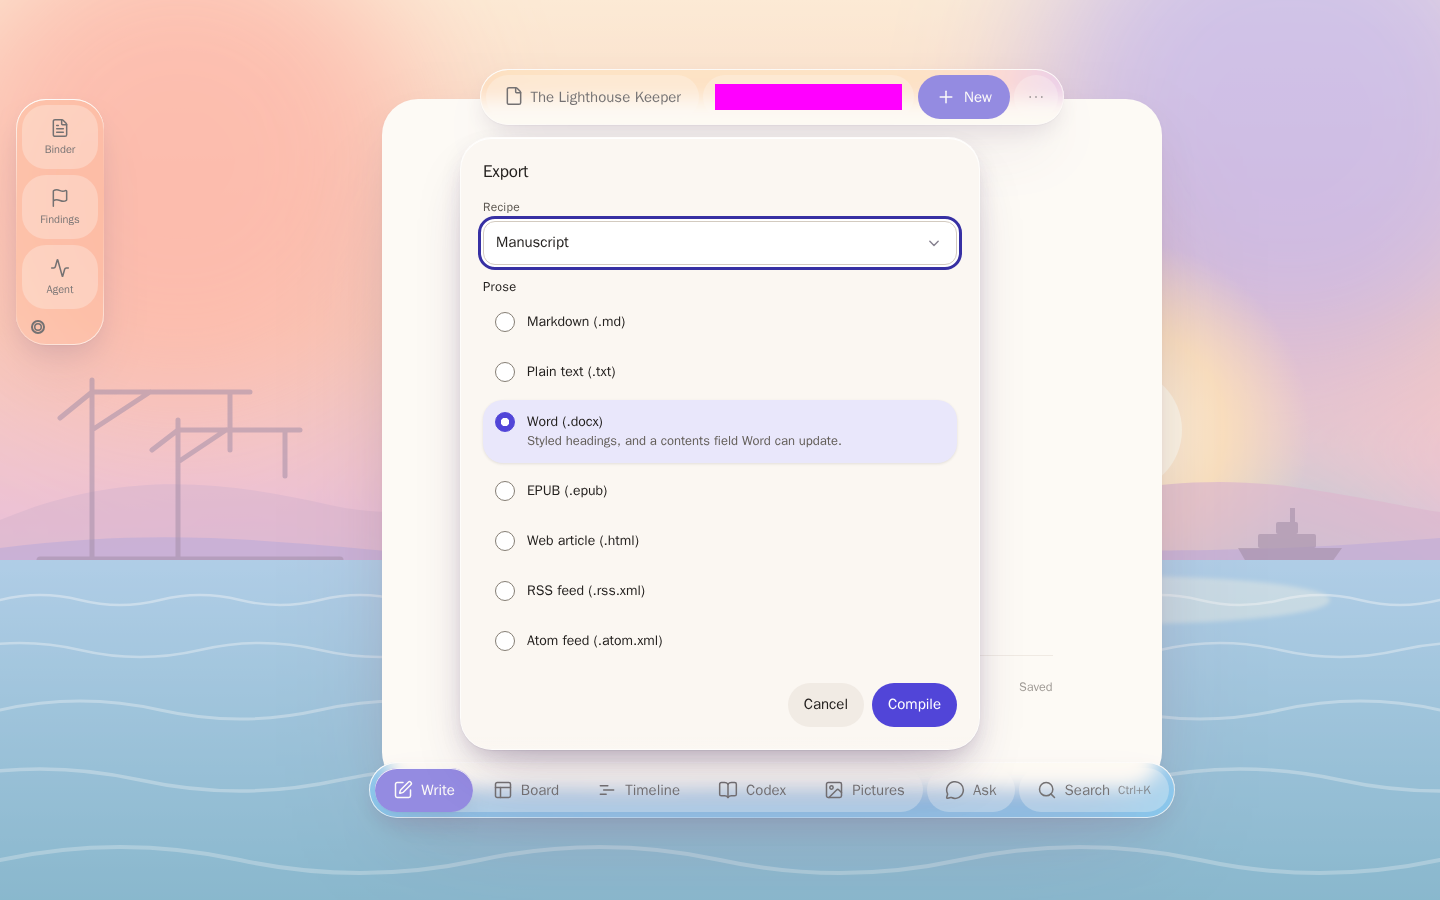 The Lighthouse Keeper
New
Binder
Findings
Agent
Export
Recipe
Manuscript
Prose
Markdown (.md)
Plain text (.txt)
Word (.docx)
Styled headings, and a contents field Word can update.
EPUB (.epub)
Web article (.html)
RSS feed (.rss.xml)
Atom feed (.atom.xml)
Cancel
Compile
Saved
Write
Board
Timeline
Codex
Pictures
Ask
Search Ctrl+K